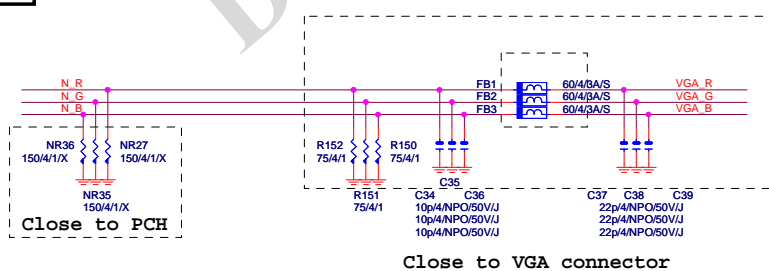 N_R
N_G
N_B
FB1
FB2
FB3
60/4/3A/S
60/4/3A/S
60/4/3A/S
VGA_R
VGA_G
VGA_B
NR36
150/4/1/X
NR27
150/4/1/X
NR35
150/4/1/X
Close to PCH
R152
75/4/1
R150
75/4/1
R151
75/4/1
C35
C34
C36
10p/4/NPO/50V/J
10p/4/NPO/50V/J
10p/4/NPO/50V/J
C37
C38
C39
22p/4/NPO/50V/J
22p/4/NPO/50V/J
22p/4/NPO/50V/J
Close to VGA connector